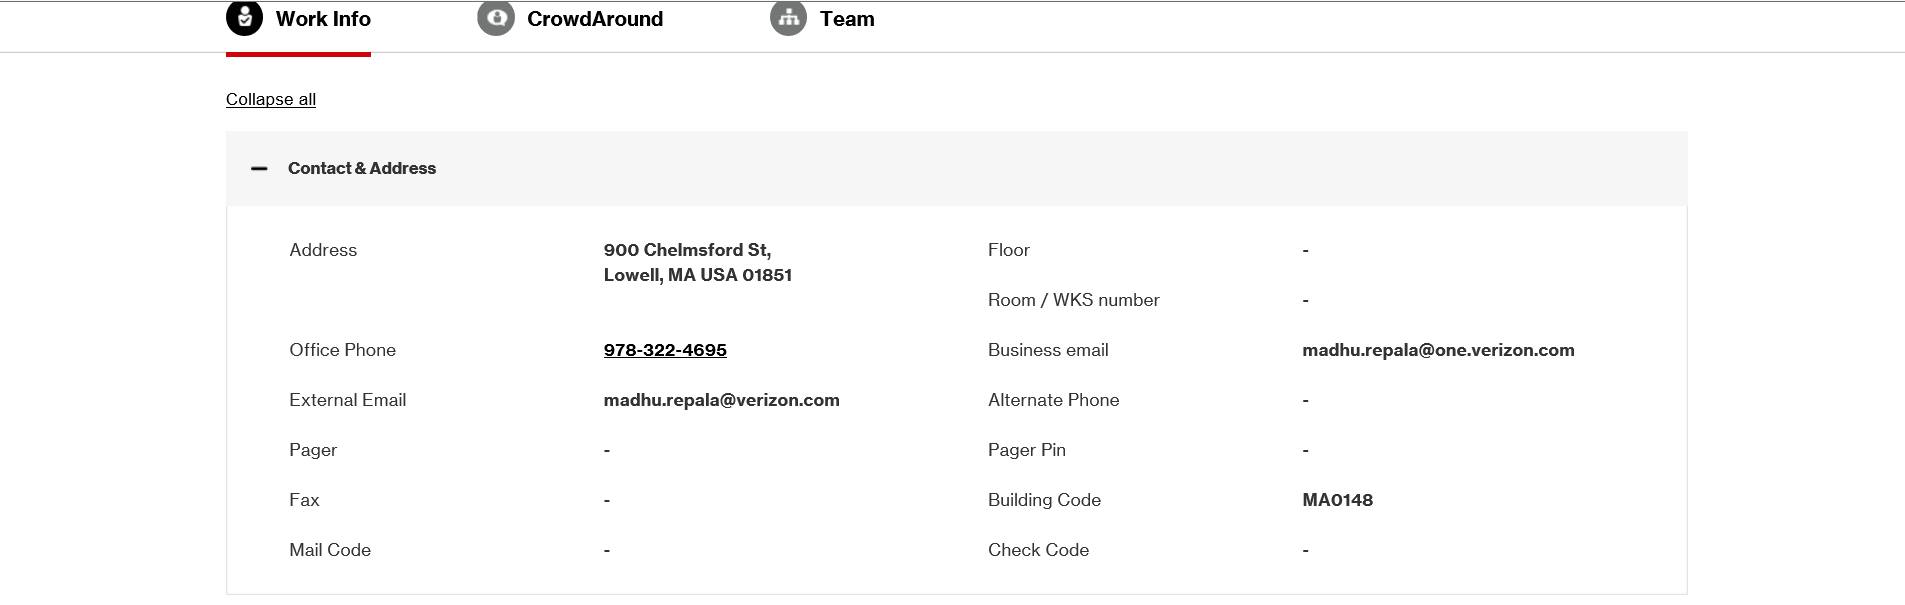 Work Info
CrowdAround
Team
Collapse all
Contact & Address
Address
900 Chelmsford St,
Lowell, MA USA 01851
Floor
-
Room / WKS number
-
Office Phone
978-322-4695
Business email
madhu.repala@one.verizon.com
External Email
madhu.repala@verizon.com
Alternate Phone
-
Pager
-
Pager Pin
-
Fax
-
Building Code
MA0148
Mail Code
-
Check Code
-